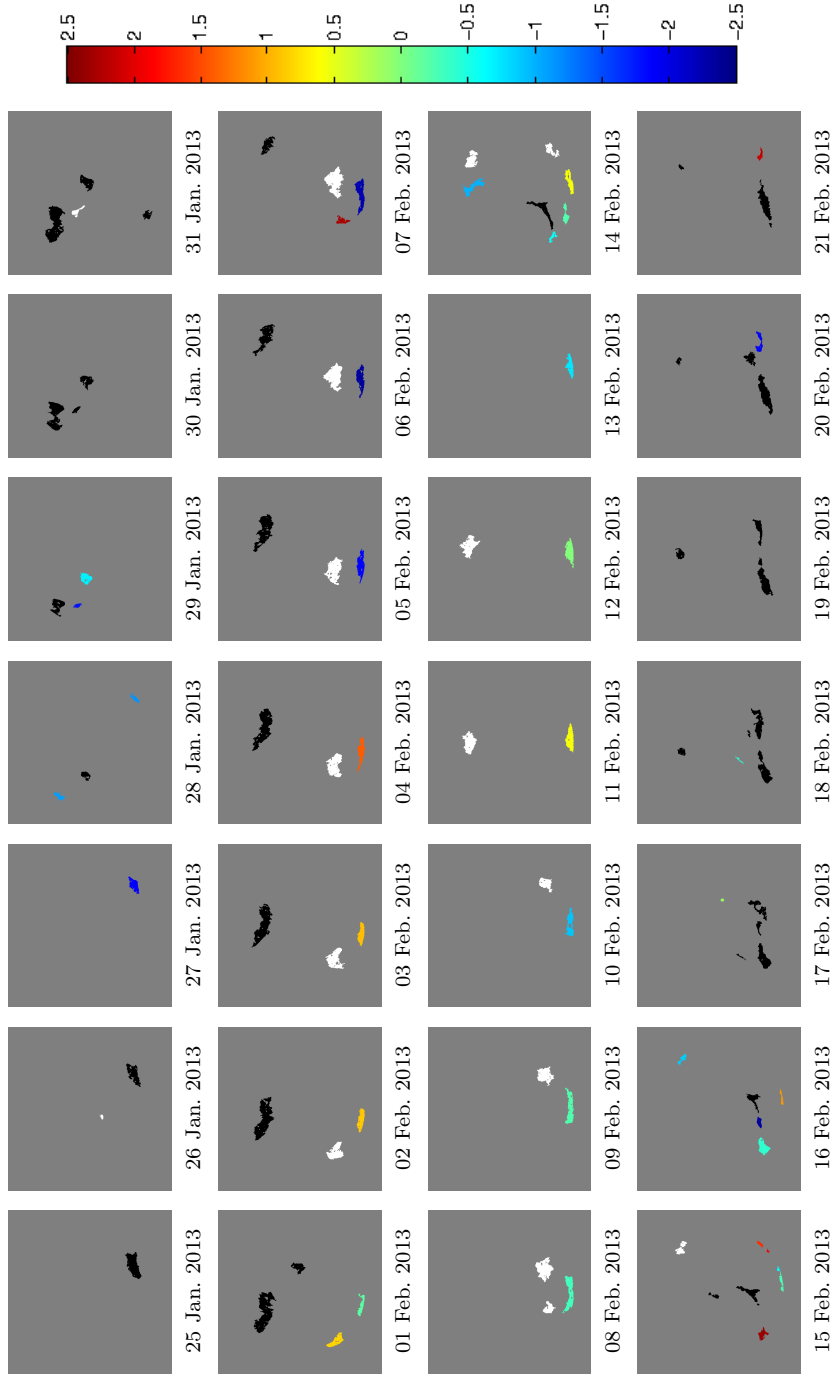 25 Jan. 2013
26 Jan. 2013
27 Jan. 2013
28 Jan. 2013
29 Jan. 2013
30 Jan. 2013
31 Jan. 2013
01 Feb. 2013
02 Feb. 2013
03 Feb. 2013
04 Feb. 2013
05 Feb. 2013
06 Feb. 2013
07 Feb. 2013
08 Feb. 2013
09 Feb. 2013
10 Feb. 2013
11 Feb. 2013
12 Feb. 2013
13 Feb. 2013
14 Feb. 2013
15 Feb. 2013
16 Feb. 2013
17 Feb. 2013
18 Feb. 2013
19 Feb. 2013
20 Feb. 2013
21 Feb. 2013
2.5
2
1.5
1
0.5
0
−0.5
−1
−1.5
−2
−2.5